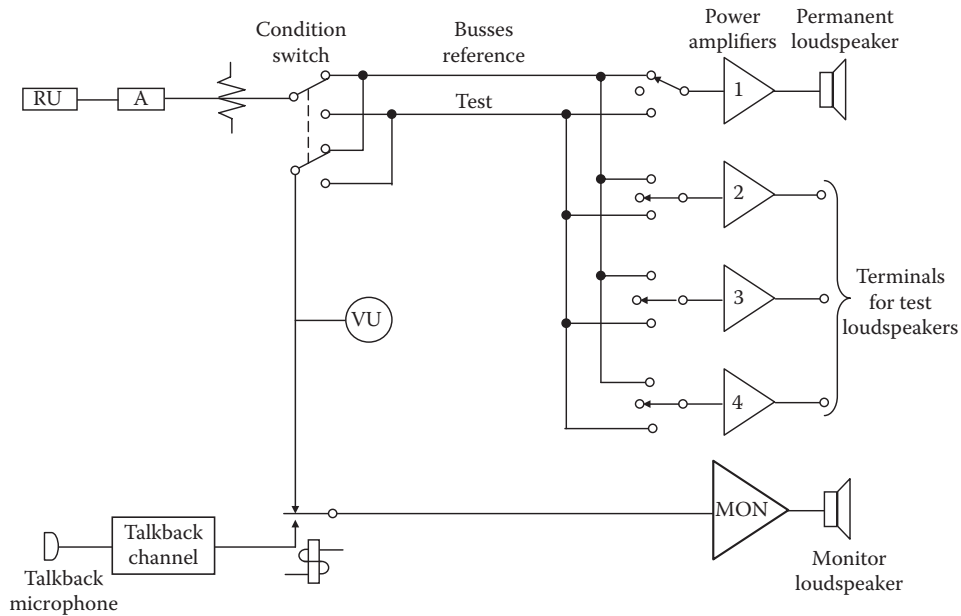 Condition
switch
Busses
reference
Power
amplifiers
Permanent
loudspeaker
RU
A
Test
1
2
3
4
Terminals
for test
loudspeakers
VU
MON
Talkback
channel
Talkback
microphone
Monitor
loudspeaker